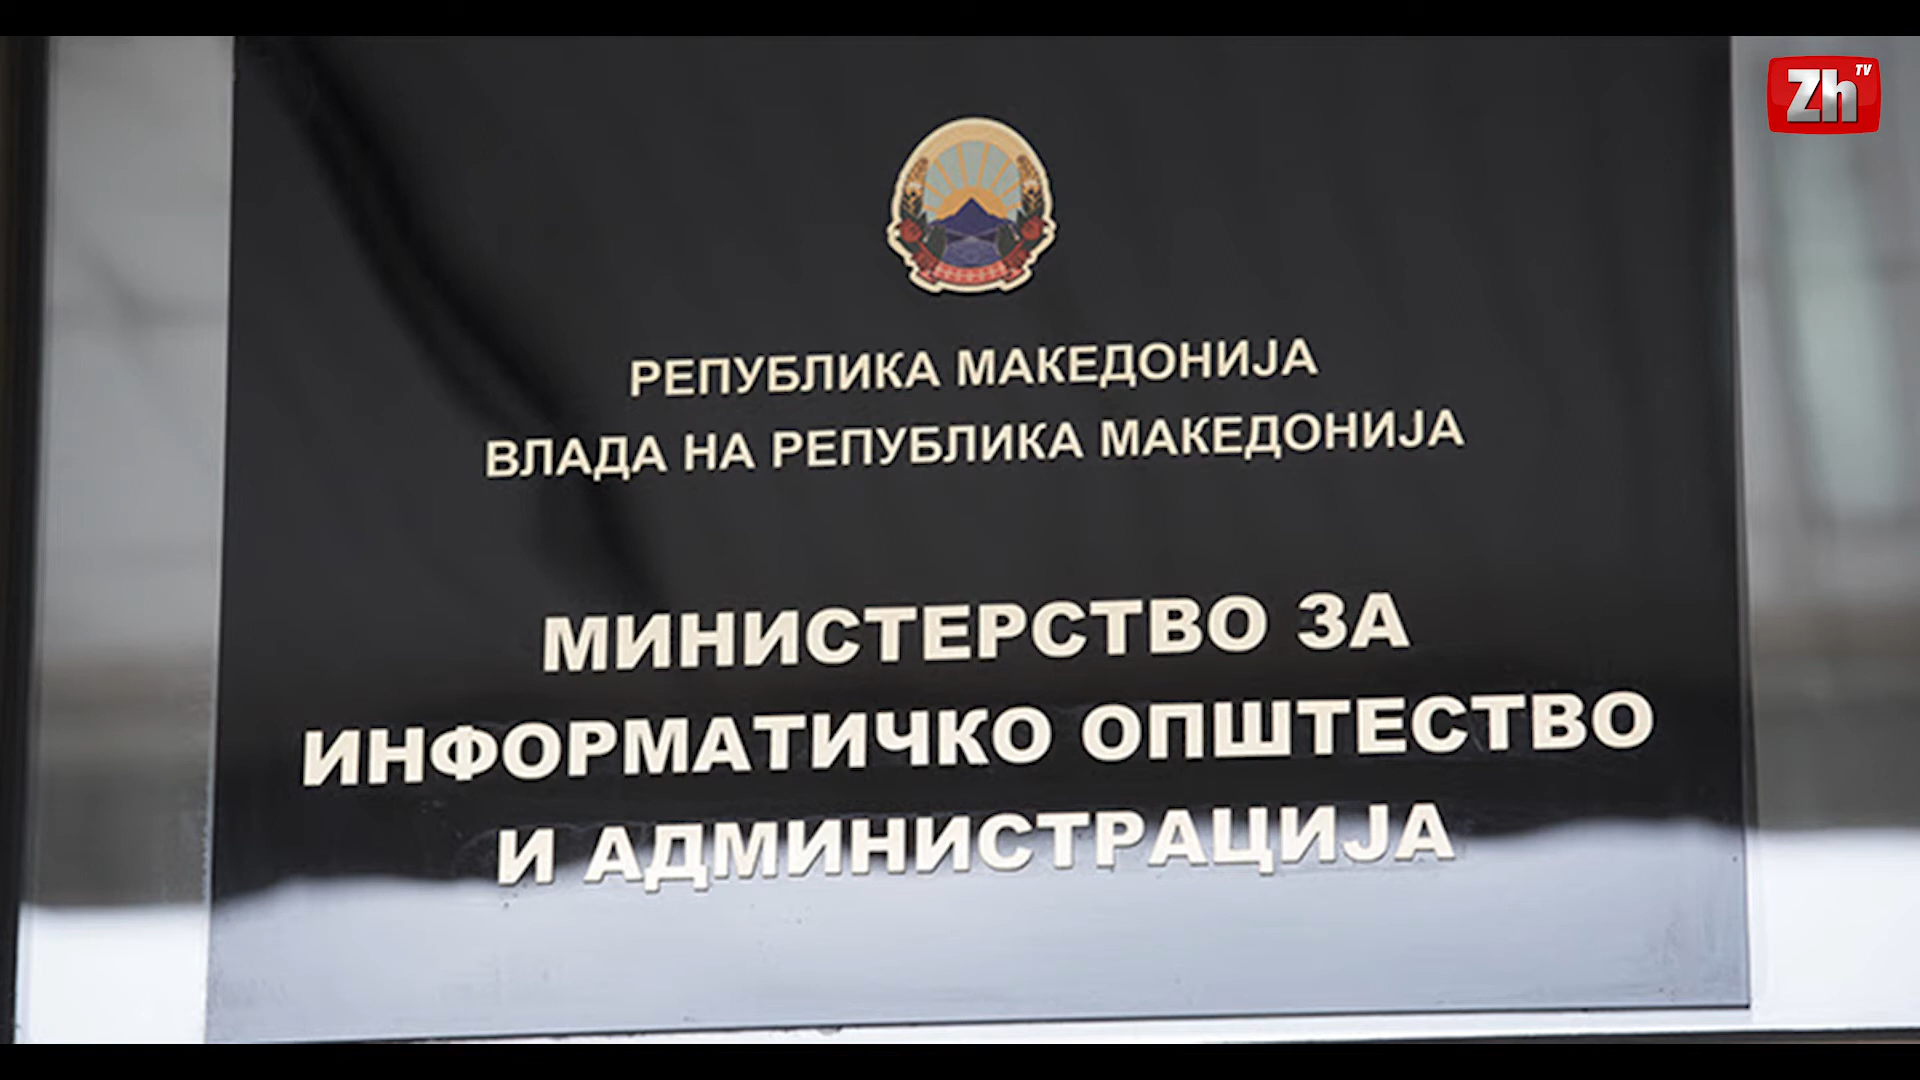 Zh TV
РЕПУБЛИКА МАКЕДОНИЈА
ВЛАДА НА РЕПУБЛИКА МАКЕДОНИЈА
МИНИСТЕРСТВО ЗА
ИНФОРМАТИЧКО ОПШТЕСТВО
И АДМИНИСТРАЦИЈА